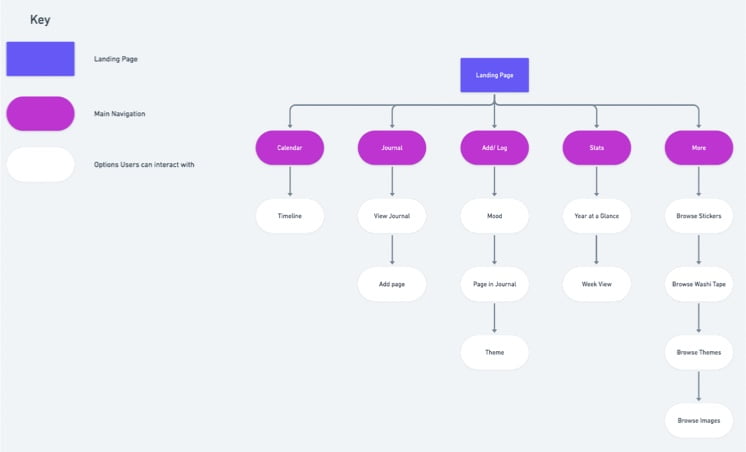 Key
Landing Page
Main Navigation
Options Users can interact with
Landing Page
Calendar
Journal
Add/ Log
Stats
More
Timeline
View Journal
Mood
Year at a Glance
Browse Stickers
Add page
Page in Journal
Week View
Browse Washi Tape
Theme
Browse Themes
Browse Images